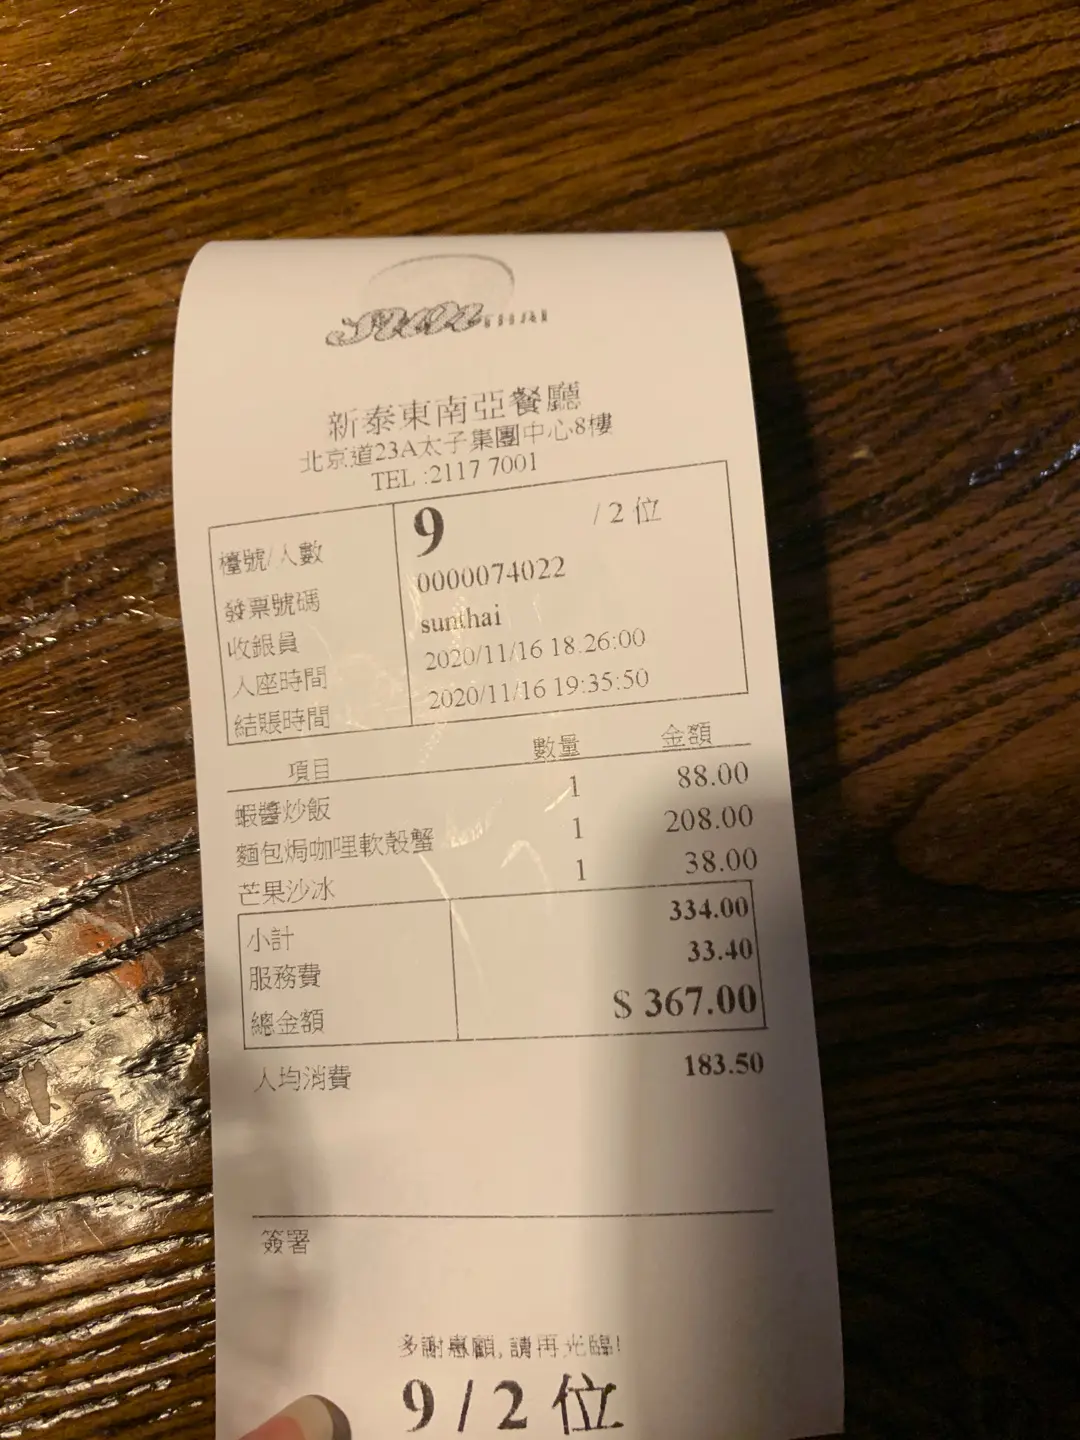 Sun THAI
新泰東南亞餐廳
北京道23A太子集團中心8樓
TEL :2117 7001
檯號/人數 9 /2 位
發票號碼 0000074022
收銀員 sunthai
入座時間 2020/11/16 18:26:00
結賬時間 2020/11/16 19:35:50
項目 數量 金額
蝦醬炒飯 1 88.00
麵包焗咖哩軟殼蟹 1 208.00
芒果沙冰 1 38.00
小計 334.00
服務費 33.40
總金額 $ 367.00
人均消費 183.50
簽署
多謝惠顧,請再光臨!
9 / 2 位